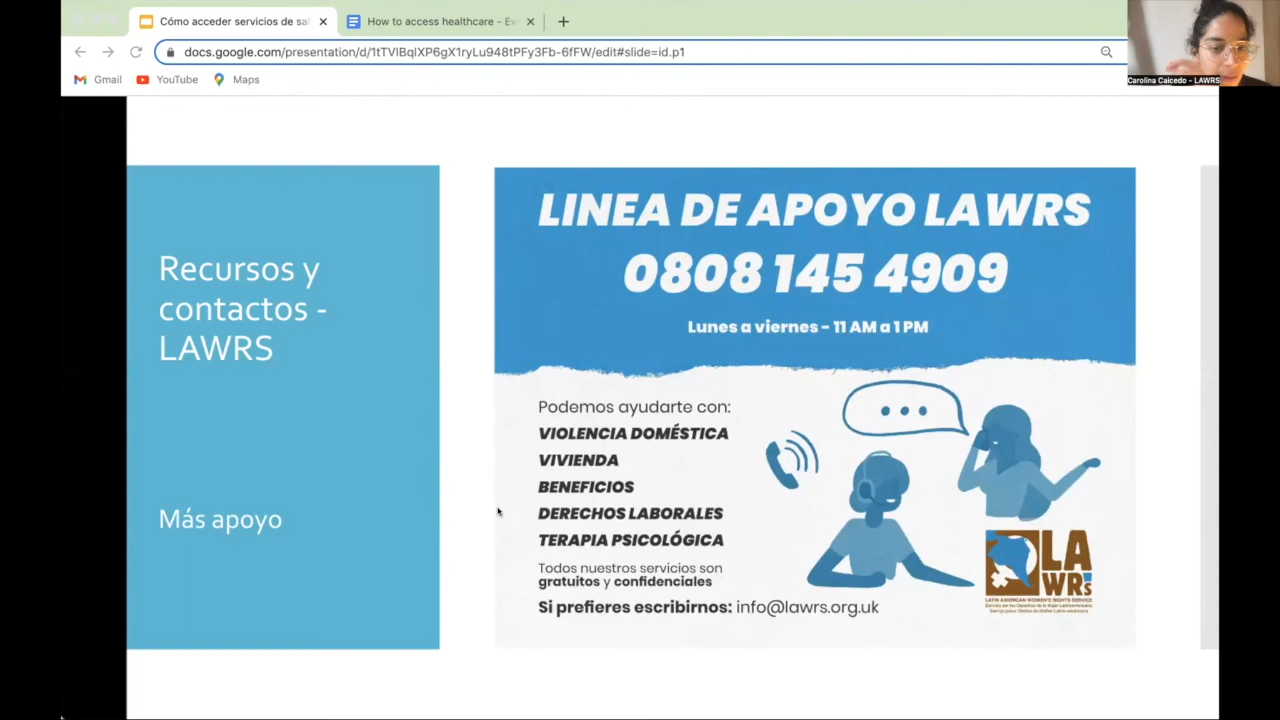 Cómo acceder servicios de sal
How to access healthcare - Eve
docs.google.com/presentation/d/1tTVlBqlXP6gX1ryLu948tPFy3Fb-6fFW/edit#slide=id.p1
Gmail
YouTube
Maps
Carolina Caicedo - LAWRS
Recursos y
contactos -
LAWRS
Más apoyo
LINEA DE APOYO LAWRS
0808 145 4909
Lunes a viernes - 11 AM a 1 PM
Podemos ayudarte con:
VIOLENCIA DOMÉSTICA
VIVIENDA
BENEFICIOS
DERECHOS LABORALES
TERAPIA PSICOLÓGICA
Todos nuestros servicios son
gratuitos y confidenciales
Si prefieres escribirnos: info@lawrs.org.uk
LA
WRS
LATIN AMERICAN WOMEN'S RIGHTS SERVICE